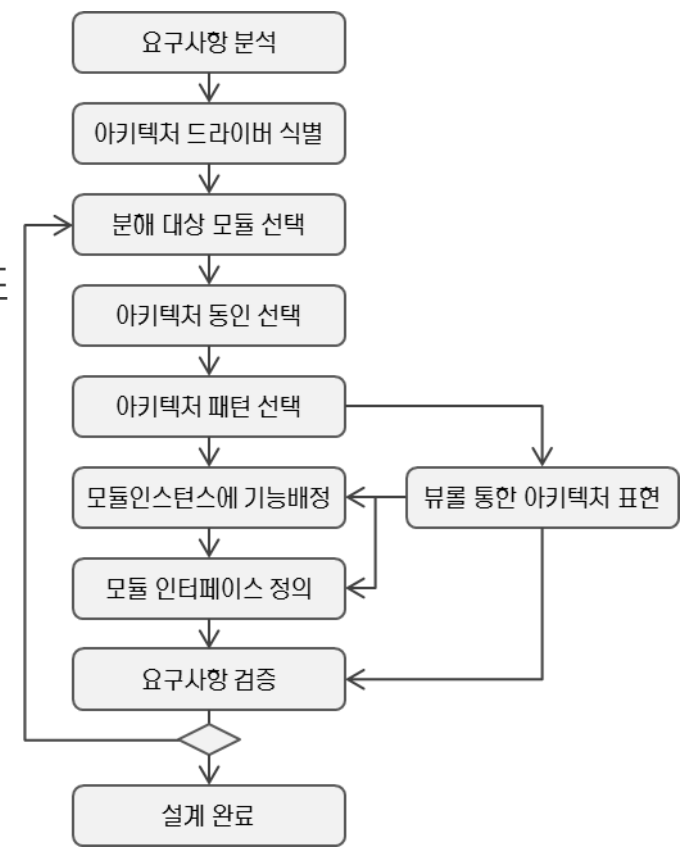 요구사항 분석
아키텍처 드라이버 식별
분해 대상 모듈 선택
아키텍처 동인 선택
아키텍처 패턴 선택
모듈인스턴스에 기능배정
뷰롤 통한 아키텍처 표현
모듈 인터페이스 정의
요구사항 검증
설계 완료